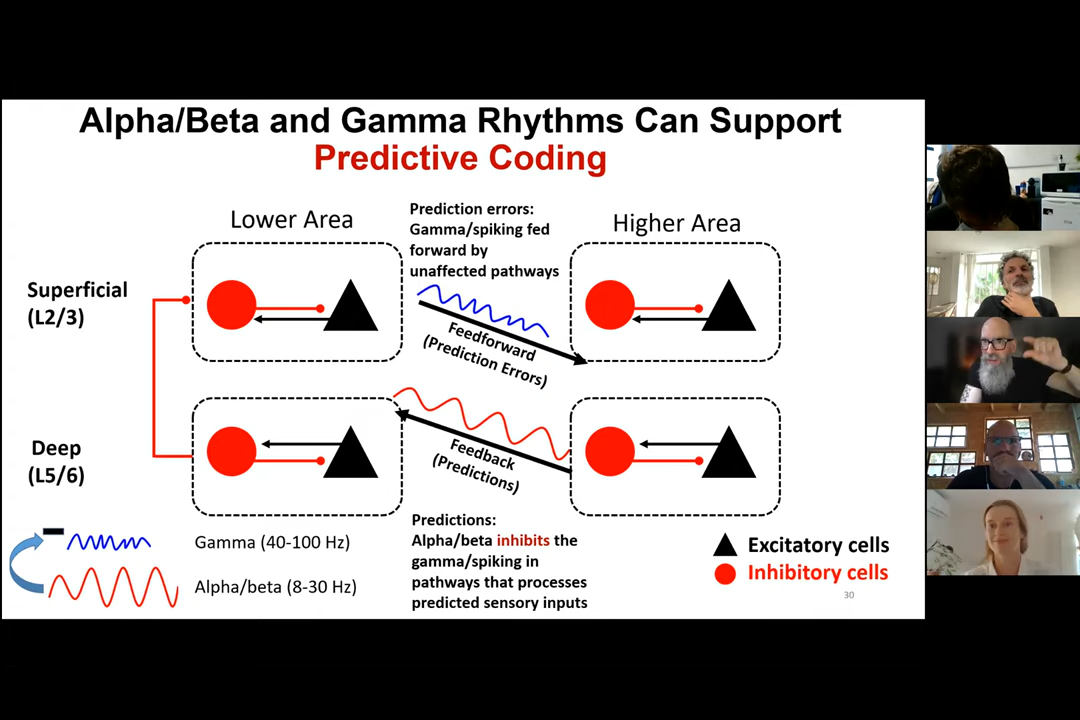 Alpha/Beta and Gamma Rhythms Can Support
Predictive Coding
Lower Area
Prediction errors:
Gamma/spiking fed
forward by
unaffected pathways
Higher Area
Superficial
(L2/3)
Feedforward
(Prediction Errors)
Deep
(L5/6)
Feedback
(Predictions)
Gamma (40-100 Hz)
Alpha/beta (8-30 Hz)
Predictions:
Alpha/beta inhibits the
gamma/spiking in
pathways that processes
predicted sensory inputs
Excitatory cells
Inhibitory cells
30